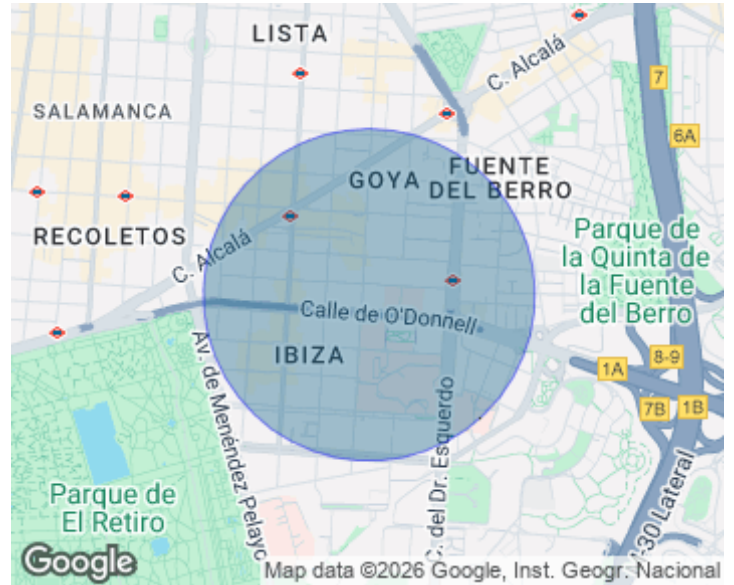 LISTA
C. Alcalá
7
SALAMANCA
6A
GOYA
FUENTE
DEL BERRO
RECOLETOS
C. Alcalá
Parque de
la Quinta de
la Fuente
del Berro
Calle de O'Donnell
IBIZA
Av. de Menéndez Pelayo
C. del Dr. Esquerdo
1A
8-9
7B
1B
Parque de
El Retiro
-30 Lateral
Google
Map data ©2026 Google, Inst. Geogr. Nacional